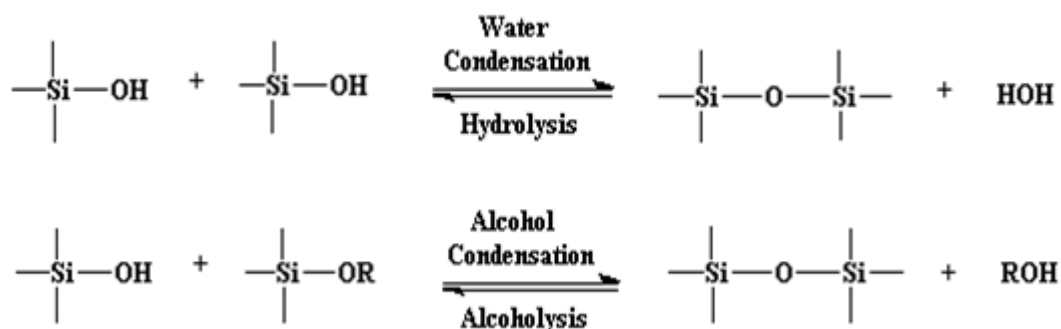 Water
Condensation
Si—OH + Si—OH Si—O—Si + HOH
Hydrolysis
Alcohol
Condensation
Si—OH + Si—OR Si—O—Si + ROH
Alcoholysis